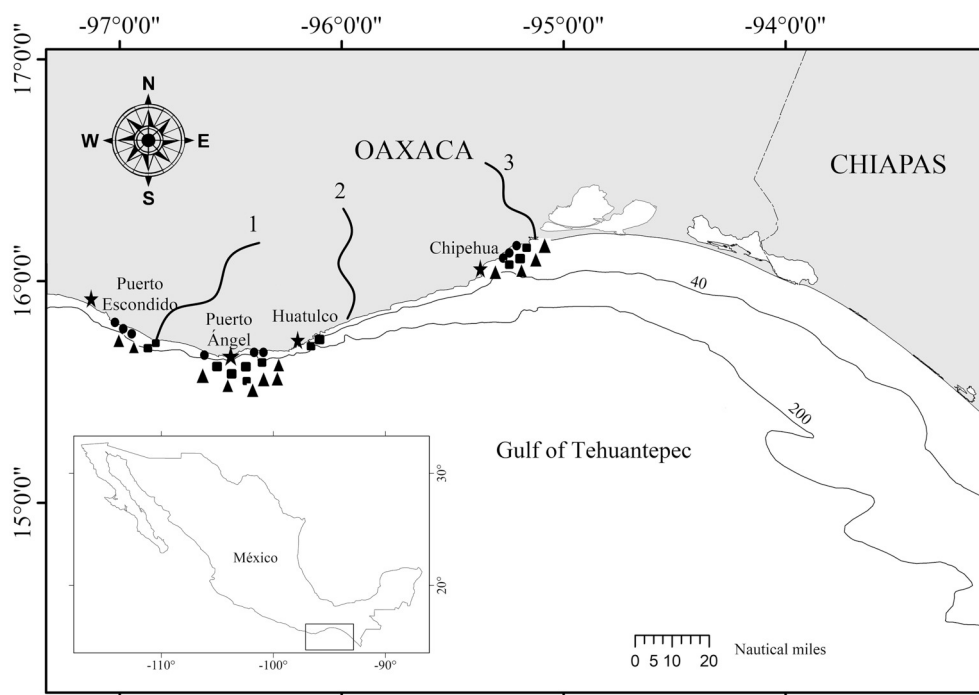 -97°0'0"
-96°0'0"
-95°0'0"
-94°0'0"
17°0'0"
16°0'0"
15°0'0"
N
W
E
S
OAXACA
CHIAPAS
1
2
3
Puerto
Escondido
Puerto
Ángel
Huatulco
Chipehua
40
200
Gulf of Tehuantepec
México
30°
20°
-110°
-100°
-90°
0 5 10 20
Nautical miles